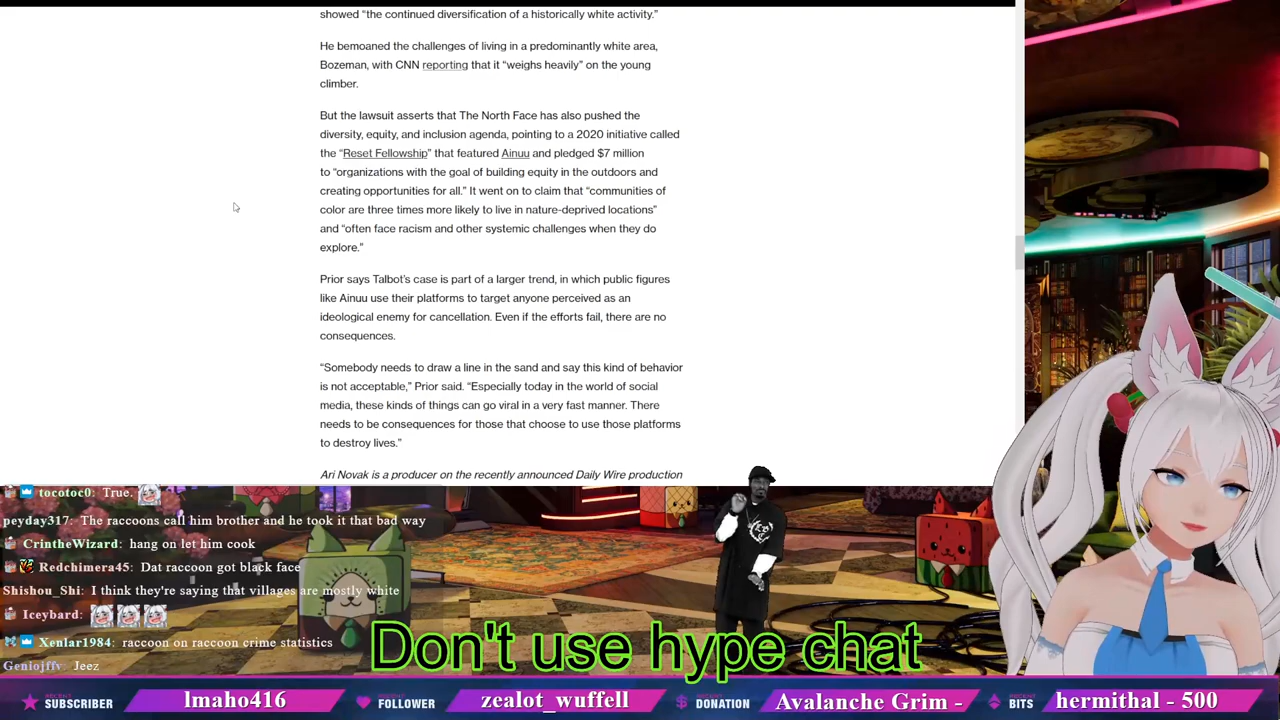 showed “the continued diversification of a historically white activity.”
He bemoaned the challenges of living in a predominantly white area,
Bozeman, with CNN reporting that it “weighs heavily” on the young
climber.
But the lawsuit asserts that The North Face has also pushed the
diversity, equity, and inclusion agenda, pointing to a 2020 initiative called
the “Reset Fellowship” that featured Ainuu and pledged $7 million
to “organizations with the goal of building equity in the outdoors and
creating opportunities for all.” It went on to claim that “communities of
color are three times more likely to live in nature-deprived locations”
and “often face racism and other systemic challenges when they do
explore.”
Prior says Talbot’s case is part of a larger trend, in which public figures
like Ainuu use their platforms to target anyone perceived as an
ideological enemy for cancellation. Even if the efforts fail, there are no
consequences.
“Somebody needs to draw a line in the sand and say this kind of behavior
is not acceptable,” Prior said. “Especially today in the world of social
media, these kinds of things can go viral in a very fast manner. There
needs to be consequences for those that choose to use those platforms
to destroy lives.”
Ari Novak is a producer on the recently announced Daily Wire production
tocotoc0: True.
peyday317: The raccoons call him brother and he took it that bad way
CrintheWizard: hang on let him cook
Redchimera45: Dat raccoon got black face
Shishou_Shi: I think they're saying that villages are mostly white
Iceybard:
Xenlar1984: raccoon on raccoon crime statistics
Geniojffv: Jeez
Don't use hype chat
RECENT SUBSCRIBER lmaho416
RECENT FOLLOWER zealot_wuffell
RECENT DONATION Avalanche Grim -
RECENT BITS hermithal - 500